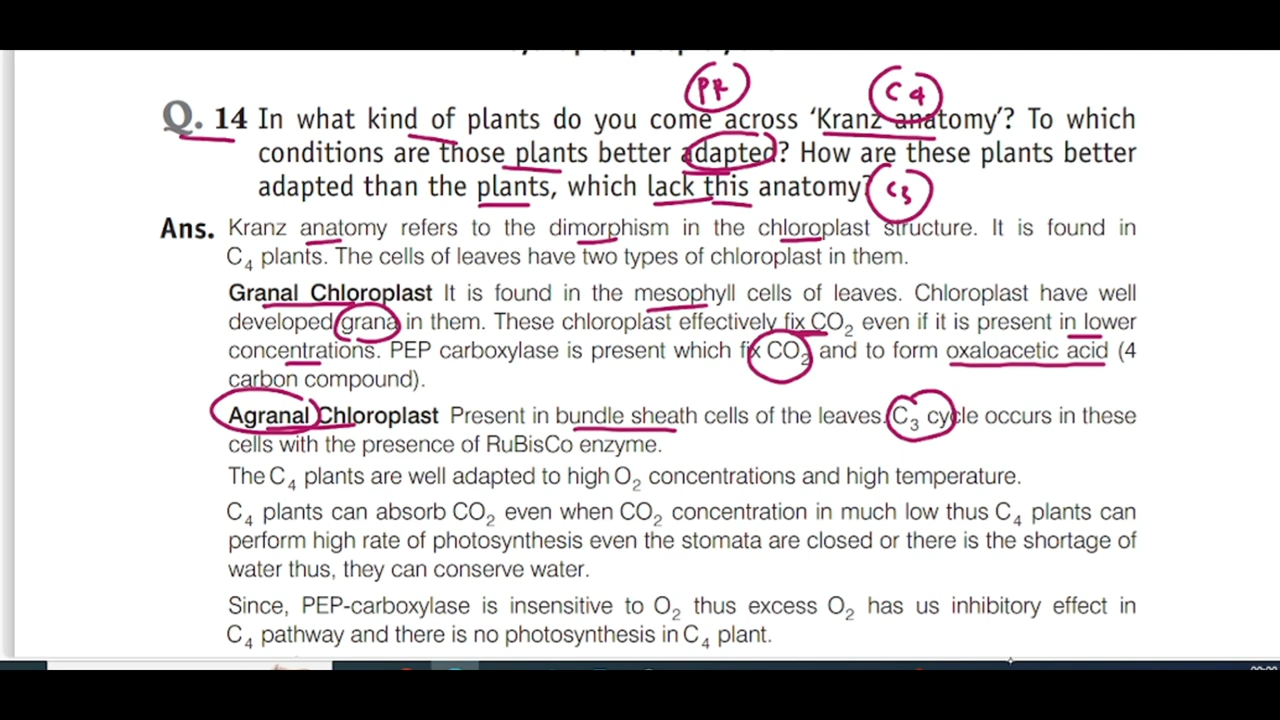 PR C4
Q. 14 In what kind of plants do you come across ‘Kranz anatomy’? To which
conditions are those plants better adapted? How are these plants better
adapted than the plants, which lack this anatomy?
C3
Ans. Kranz anatomy refers to the dimorphism in the chloroplast structure. It is found in
C₄ plants. The cells of leaves have two types of chloroplast in them.
Granal Chloroplast It is found in the mesophyll cells of leaves. Chloroplast have well
developed grana in them. These chloroplast effectively fix CO₂ even if it is present in lower
concentrations. PEP carboxylase is present which fix CO₂ and to form oxaloacetic acid (4
carbon compound).
Agranal Chloroplast Present in bundle sheath cells of the leaves. C₃ cycle occurs in these
cells with the presence of RuBisCo enzyme.
The C₄ plants are well adapted to high O₂ concentrations and high temperature.
C₄ plants can absorb CO₂ even when CO₂ concentration in much low thus C₄ plants can
perform high rate of photosynthesis even the stomata are closed or there is the shortage of
water thus, they can conserve water.
Since, PEP-carboxylase is insensitive to O₂ thus excess O₂ has us inhibitory effect in
C₄ pathway and there is no photosynthesis in C₄ plant.